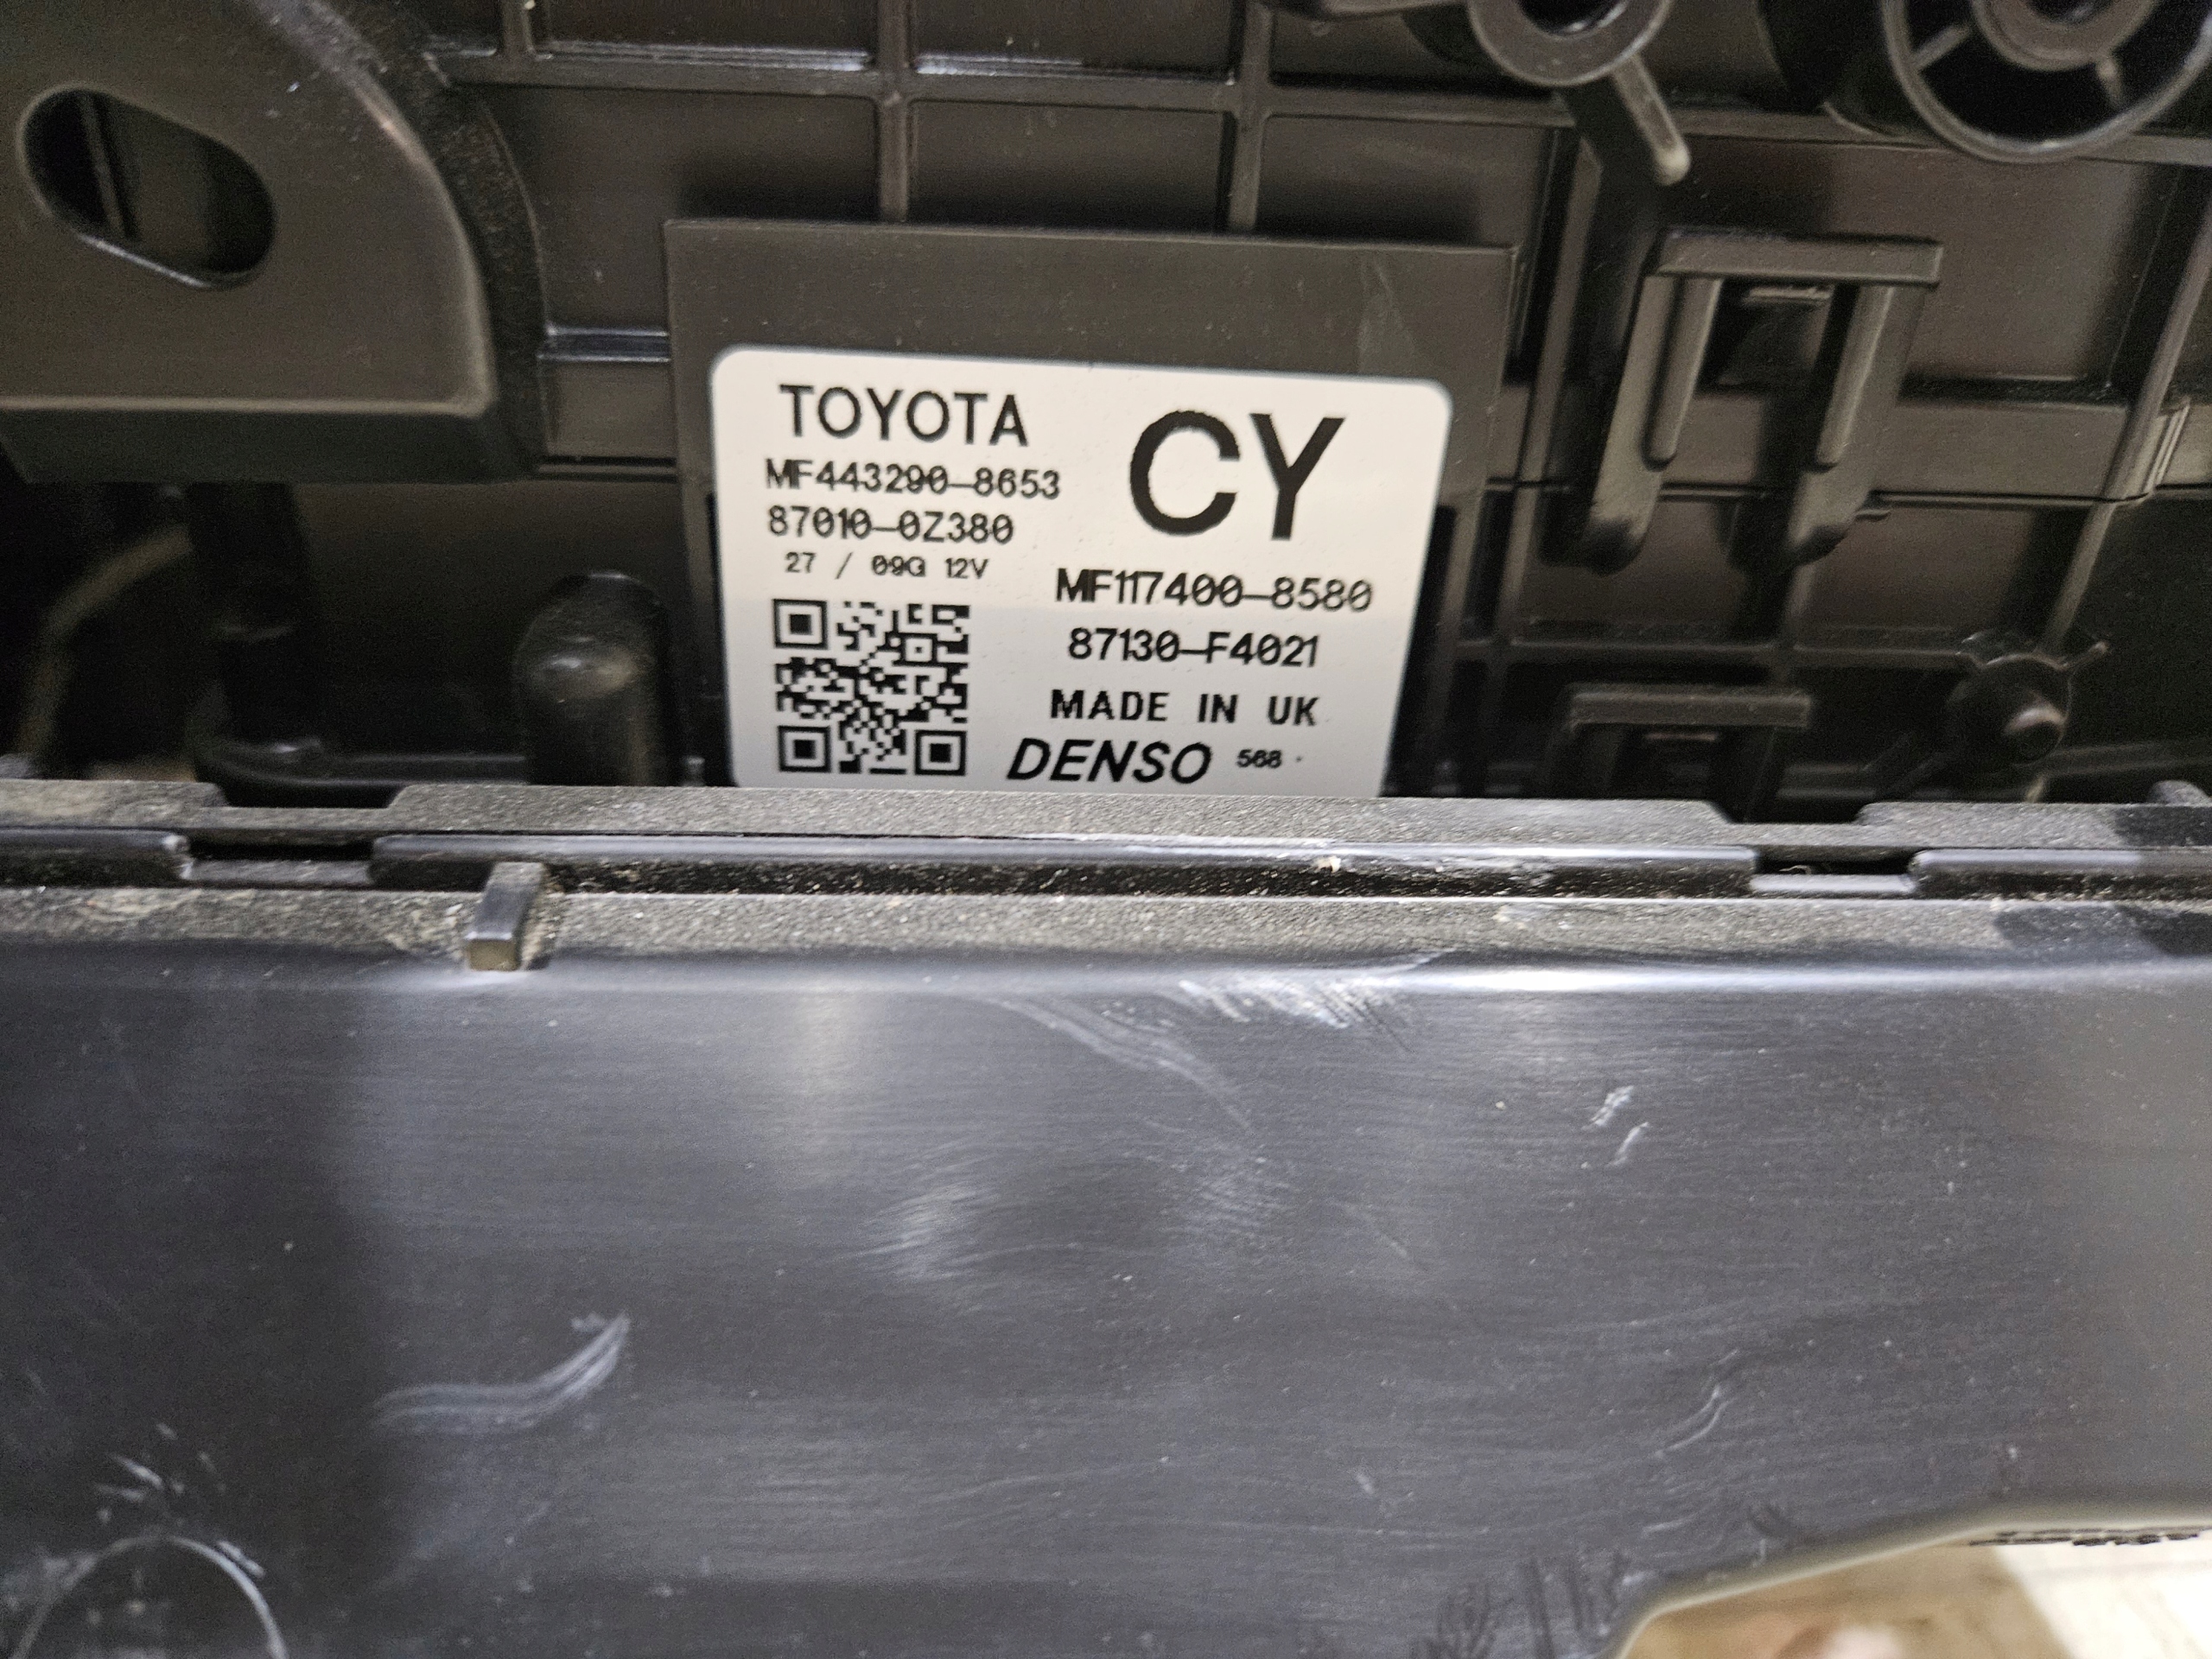 TOYOTA
MF443290-8653
87010-0Z380
27 / 09G 12V
CY
MF117400-8580
87130-F4021
MADE IN UK
DENSO 568